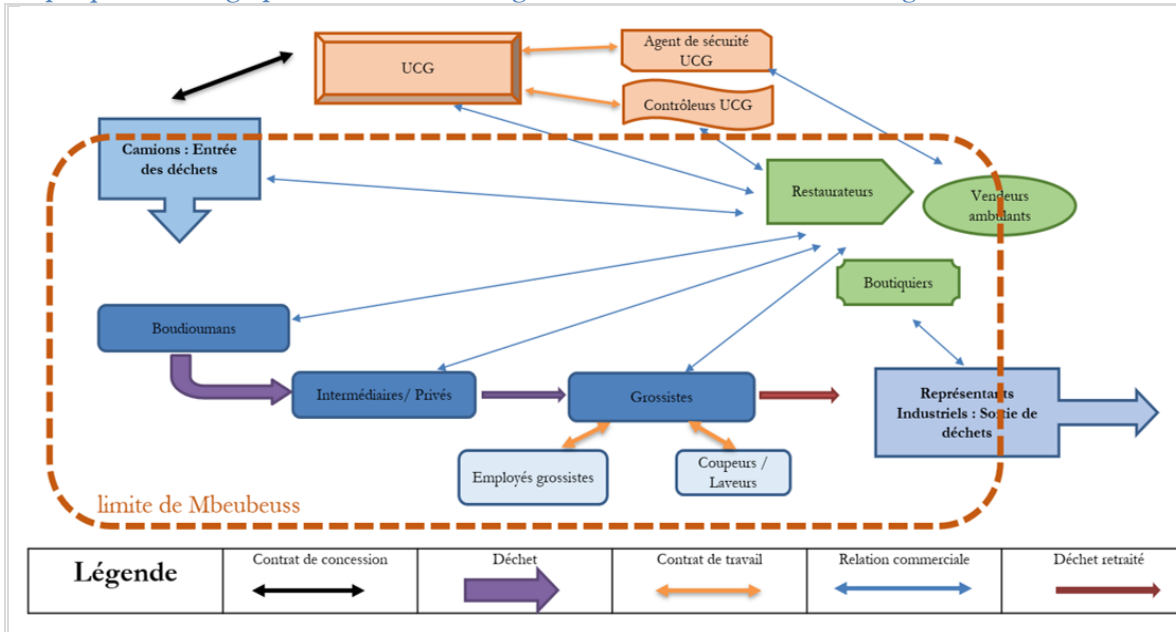 UCG
Agent de sécurité
UCG
Contrôleurs UCG
Camions : Entrée
des déchets
Restaurateurs
Vendeurs
ambulants
Boutiquiers
Boudioumans
Intermédiaires/ Privés
Grossistes
Représentants
Industriels : Sortie de
déchets
Employés grossistes
Coupeurs /
Laveurs
limite de Mbeubeuss
Légende
Contrat de concession
Déchet
Contrat de travail
Relation commerciale
Déchet retraité